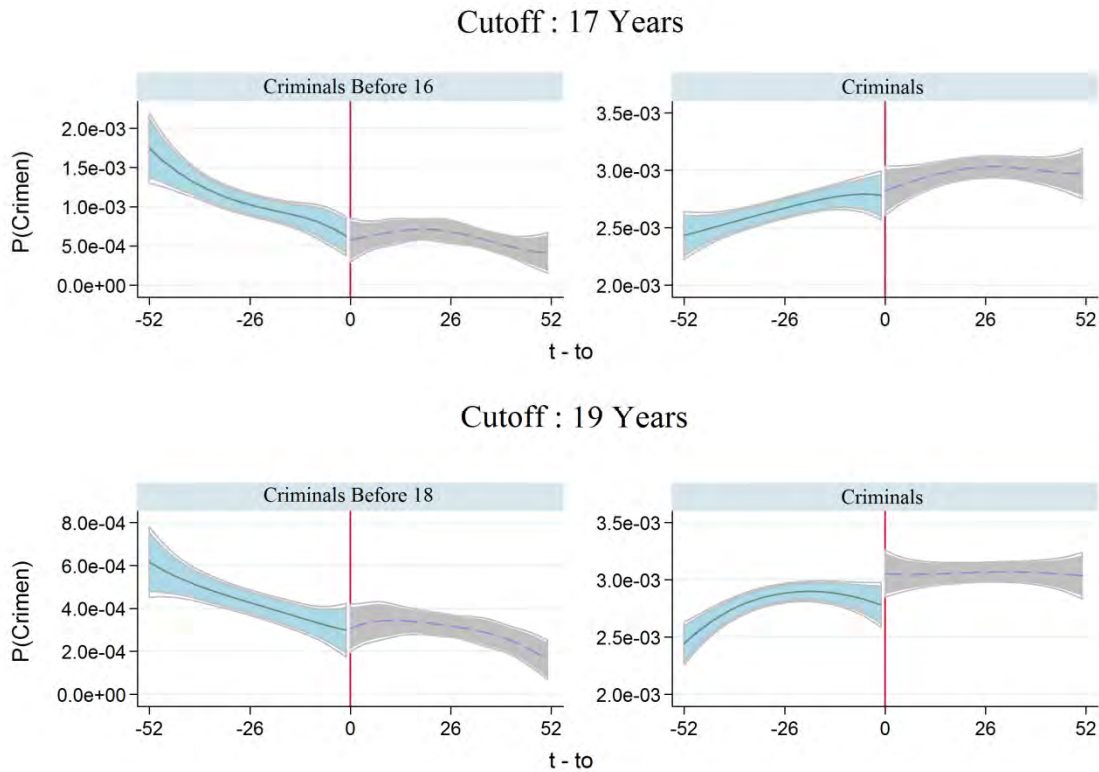 Cutoff : 17 Years
Criminals Before 16
Criminals
P(Crimen)
2.0e-03
1.5e-03
1.0e-03
5.0e-04
0.0e+00
3.5e-03
3.0e-03
2.5e-03
2.0e-03
-52 -26 0 26 52
-52 -26 0 26 52
t - to
Cutoff : 19 Years
Criminals Before 18
Criminals
P(Crimen)
8.0e-04
6.0e-04
4.0e-04
2.0e-04
0.0e+00
3.5e-03
3.0e-03
2.5e-03
2.0e-03
-52 -26 0 26 52
-52 -26 0 26 52
t - to